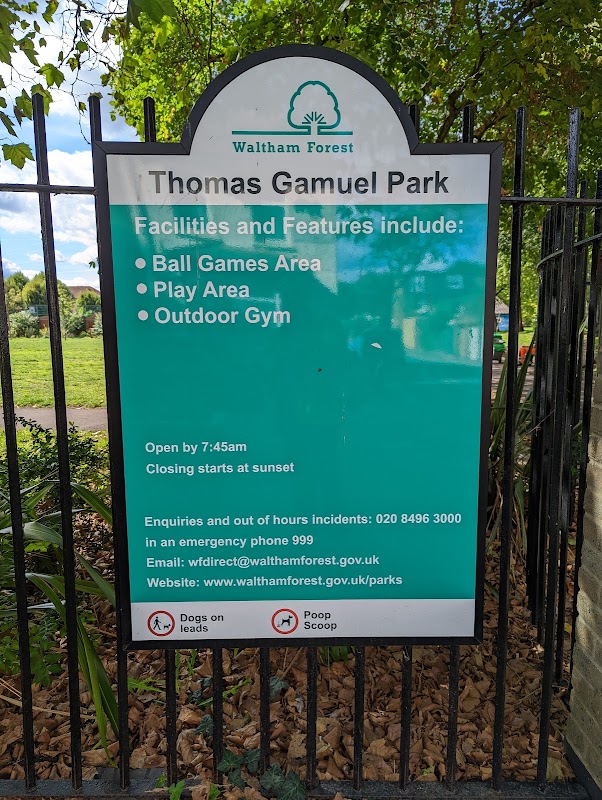 Waltham Forest
Thomas Gamuel Park
Facilities and Features include:
• Ball Games Area
• Play Area
• Outdoor Gym
Open by 7:45am
Closing starts at sunset
Enquiries and out of hours incidents: 020 8496 3000
in an emergency phone 999
Email: wfdirect@walthamforest.gov.uk
Website: www.walthamforest.gov.uk/parks
Dogs on
leads
Poop
Scoop